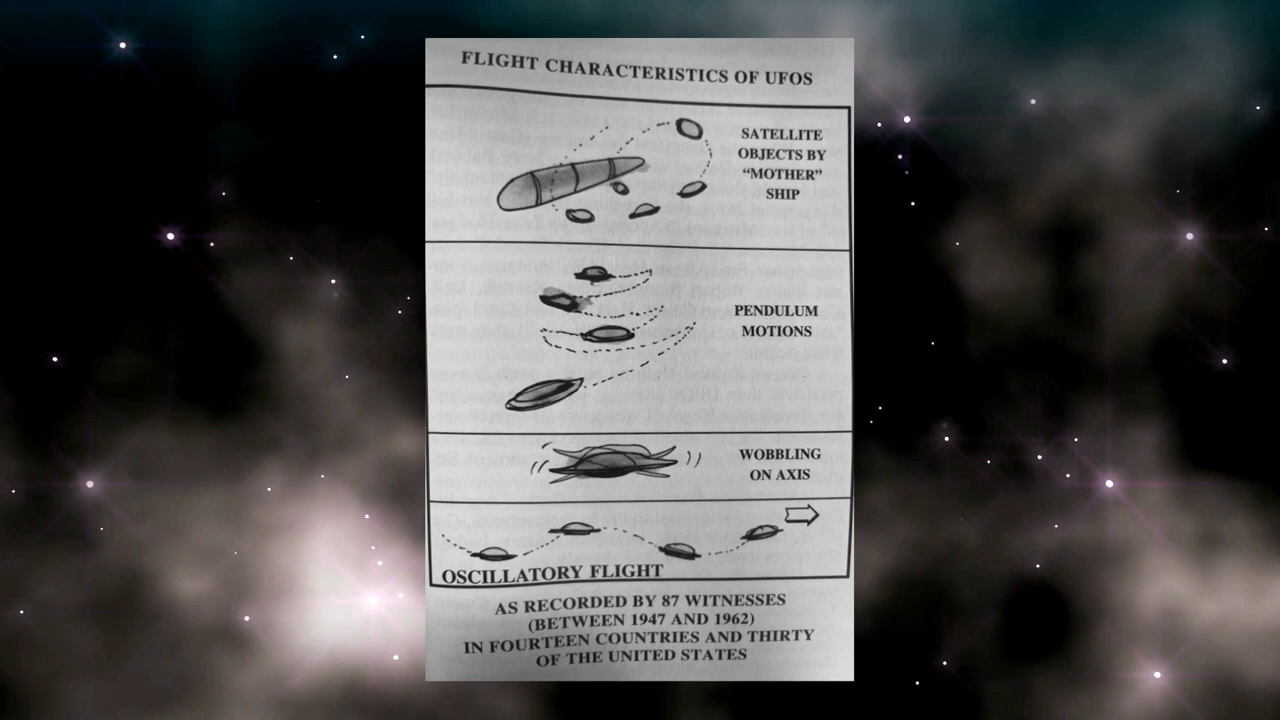 FLIGHT CHARACTERISTICS OF UFOS
SATELLITE
OBJECTS BY
“MOTHER”
SHIP
PENDULUM
MOTIONS
WOBBLING
ON AXIS
OSCILLATORY FLIGHT
AS RECORDED BY 87 WITNESSES
(BETWEEN 1947 AND 1962)
IN FOURTEEN COUNTRIES AND THIRTY
OF THE UNITED STATES